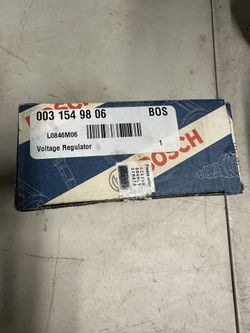 003 154 98 06 BOS
L0846M06
Voltage Regulator 1
BOSCH